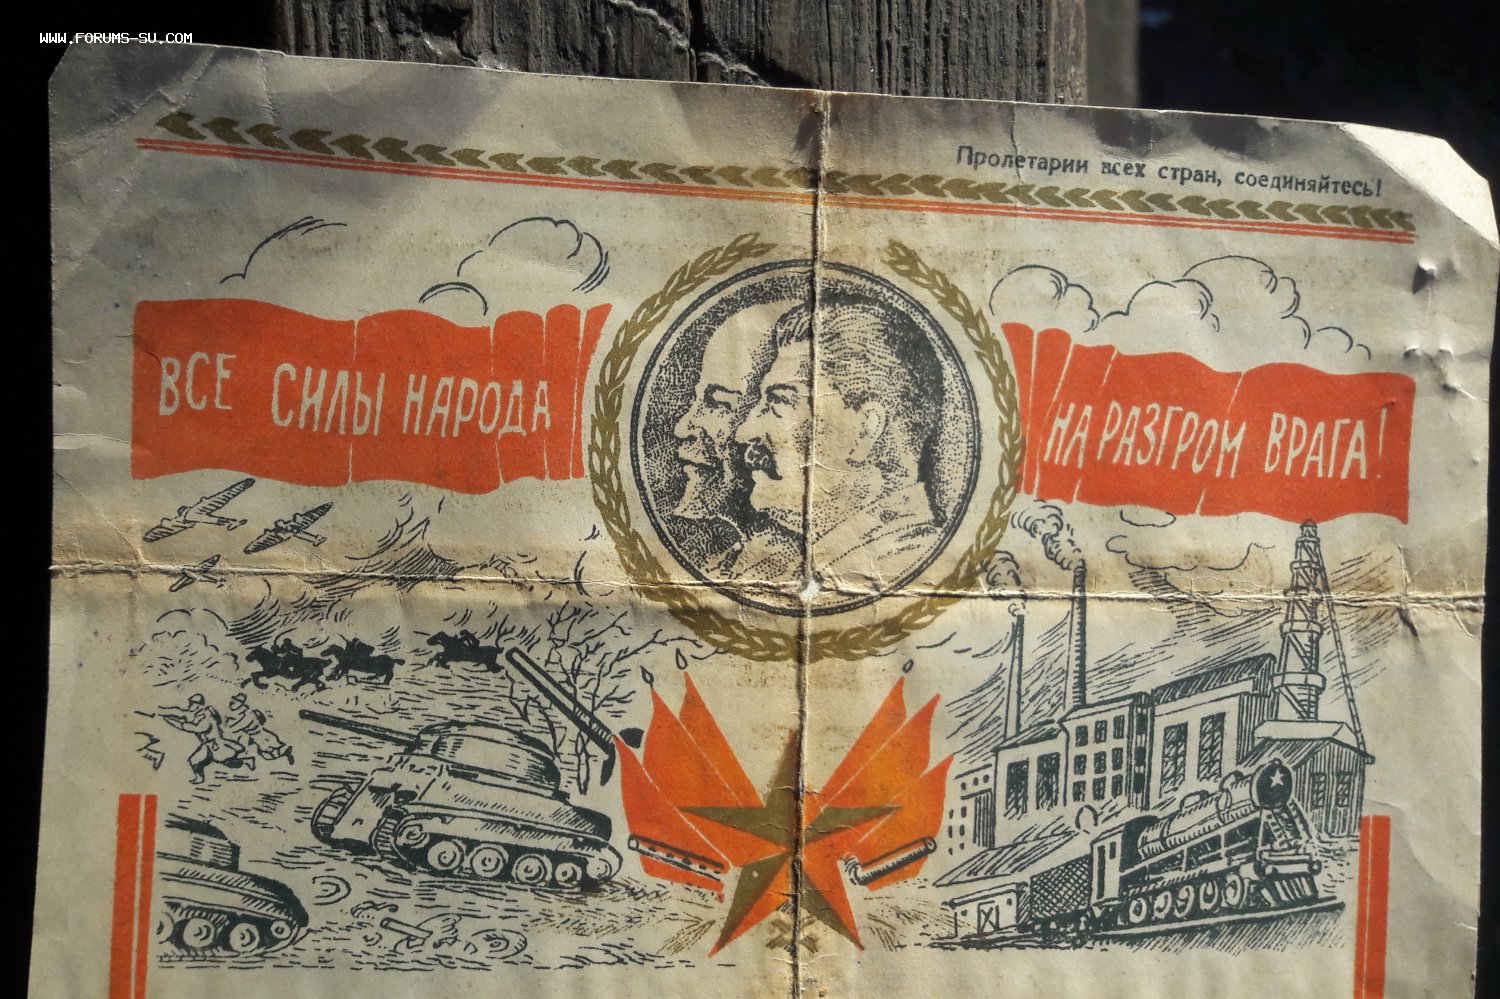 WWW.FORUMS-SU.COM
Пролетарии всех стран, соединяйтесь!
ВСЕ СИЛЫ НАРОДА
НА РАЗГРОМ ВРАГА!